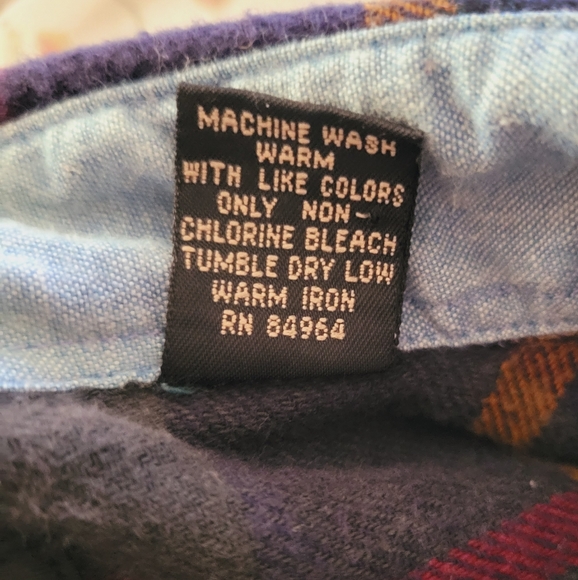 MACHINE WASH
WARM
WITH LIKE COLORS
ONLY NON-
CHLORINE BLEACH
TUMBLE DRY LOW
WARM IRON
RN 84964